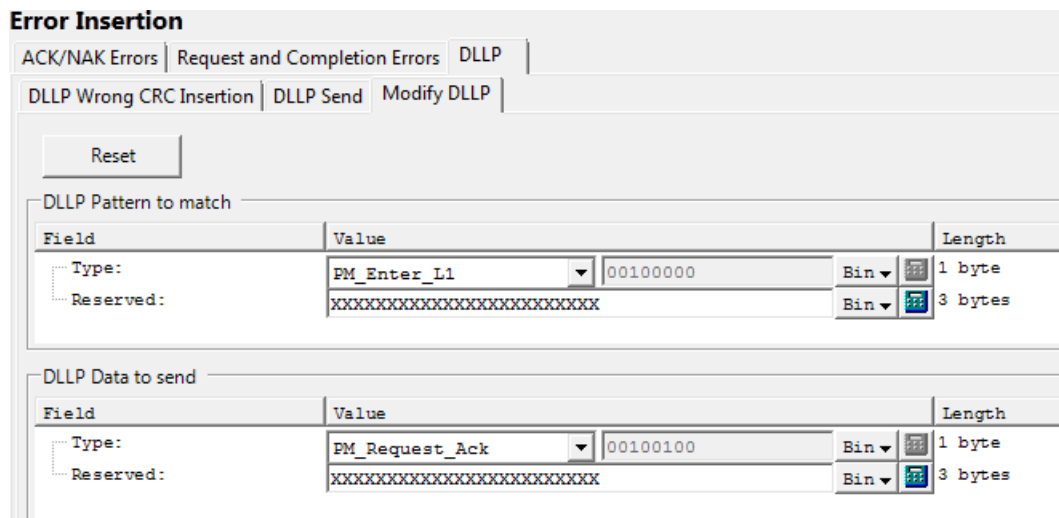 Error Insertion
ACK/NAK Errors Request and Completion Errors DLLP
DLLP Wrong CRC Insertion DLLP Send Modify DLLP
Reset
DLLP Pattern to match
Field Value Length
Type: PM_Enter_L1 00100000 Bin 1 byte
Reserved: XXXXXXXXXXXXXXXXXXXXXXXX Bin 3 bytes
DLLP Data to send
Field Value Length
Type: PM_Request_Ack 00100100 Bin 1 byte
Reserved: XXXXXXXXXXXXXXXXXXXXXXXX Bin 3 bytes